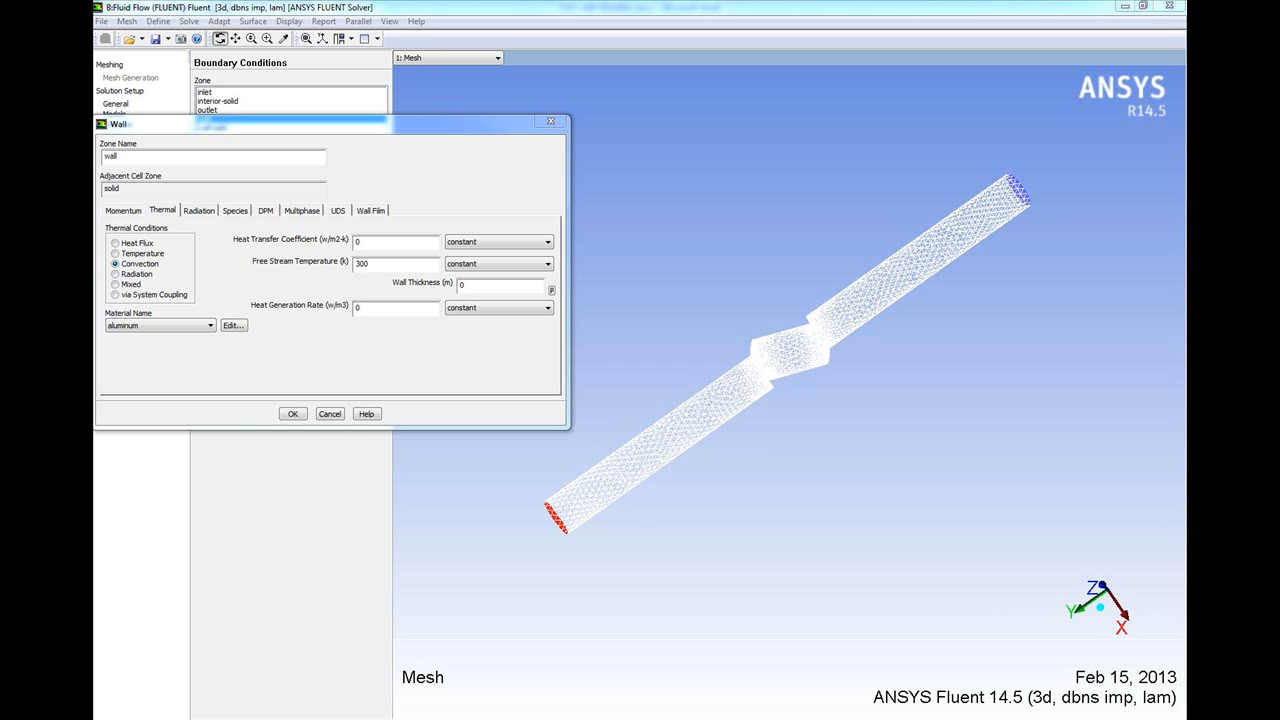 B:Fluid Flow (FLUENT) Fluent [3d, dbns imp, lam] [ANSYS FLUENT Solver]
File Mesh Define Solve Adapt Surface Display Report Parallel View Help
Meshing
Mesh Generation
Solution Setup
General
Models
Boundary Conditions
Zone
inlet
interior-solid
outlet
1: Mesh
Wall
Zone Name
wall
Adjacent Cell Zone
solid
Momentum Thermal Radiation Species DPM Multiphase UDS Wall Film
Thermal Conditions
Heat Flux
Temperature
Convection
Radiation
Mixed
via System Coupling
Material Name
aluminum Edit...
Heat Transfer Coefficient (w/m2-k) 0 constant
Free Stream Temperature (k) 300 constant
Wall Thickness (m) 0 P
Heat Generation Rate (w/m3) 0 constant
OK Cancel Help
ANSYS
R14.5
Z
Y
X
Mesh
Feb 15, 2013
ANSYS Fluent 14.5 (3d, dbns imp, lam)